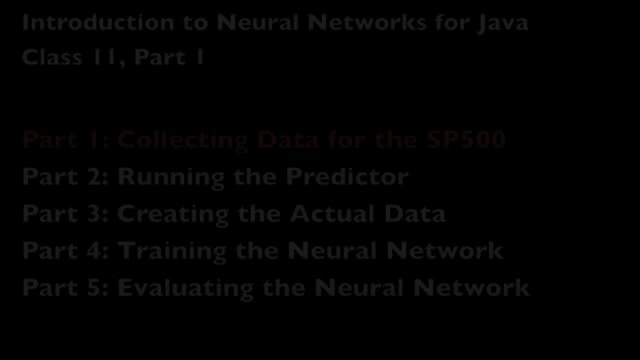 Introduction to Neural Networks for Java
Class 11, Part 1
Part 1: Collecting Data for the SP500
Part 2: Running the Predictor
Part 3: Creating the Actual Data
Part 4: Training the Neural Network
Part 5: Evaluating the Neural Network